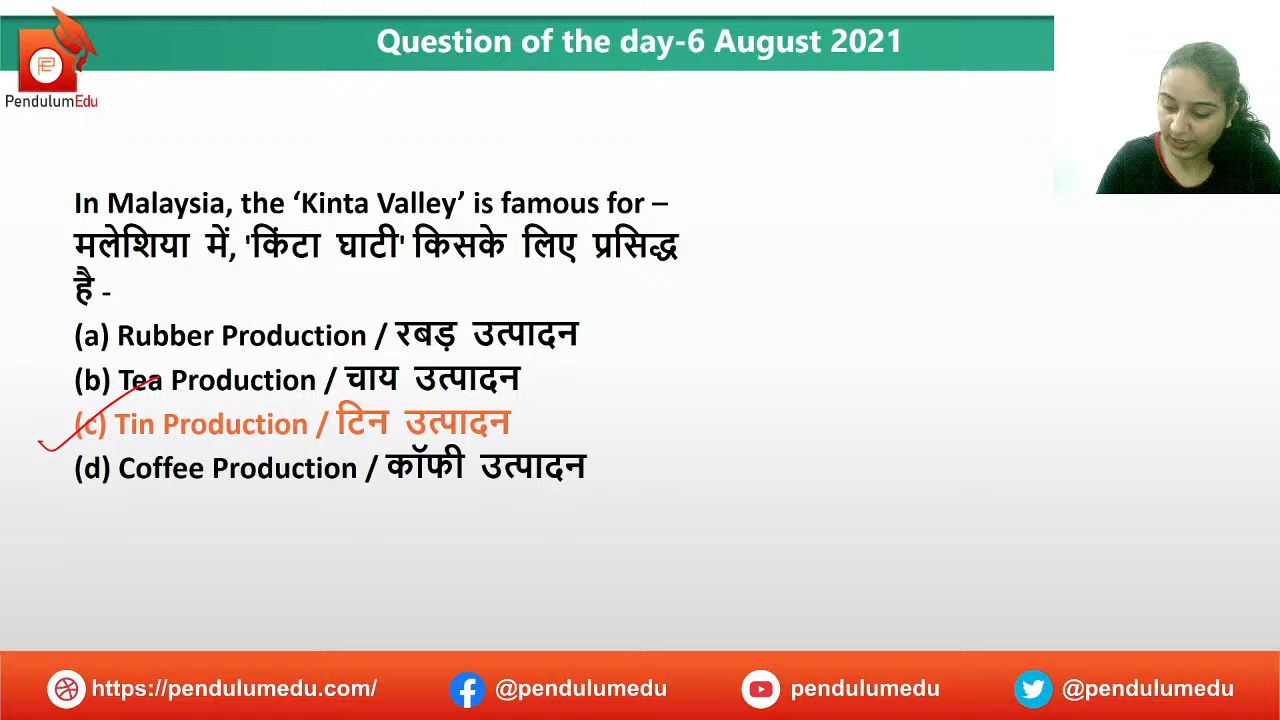 Question of the day-6 August 2021
PendulumEdu
In Malaysia, the ‘Kinta Valley’ is famous for –
मलेशिया में, 'किंटा घाटी' किसके लिए प्रसिद्ध
है -
(a) Rubber Production / रबड़ उत्पादन
(b) Tea Production / चाय उत्पादन
(c) Tin Production / टिन उत्पादन
(d) Coffee Production / कॉफी उत्पादन
https://pendulumedu.com/
@pendulumedu
pendulumedu
@pendulumedu